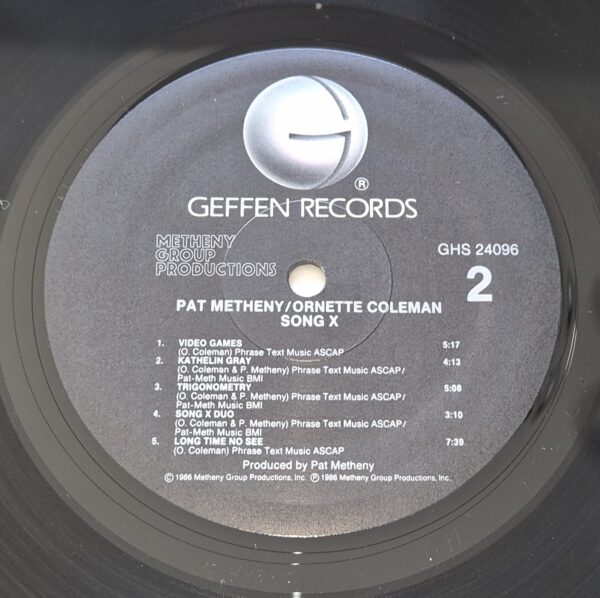 ®
GEFFEN RECORDS
METHENY
GROUP
PRODUCTIONS
GHS 24096
2
PAT METHENY/ORNETTE COLEMAN
SONG X
1. VIDEO GAMES 5:17
(O. Coleman) Phrase Text Music ASCAP
2. KATHELIN GRAY 4:13
(O. Coleman & P. Metheny) Phrase Text Music ASCAP/
Pat-Meth Music BMI
3. TRIGONOMETRY 5:08
(O. Coleman & P. Metheny) Phrase Text Music ASCAP/
Pat-Meth Music BMI
4. SONG X DUO 3:10
(O. Coleman & P. Metheny) Phrase Text Music ASCAP/
Pat-Meth Music BMI
5. LONG TIME NO SEE 7:39
(O. Coleman) Phrase Text Music ASCAP
Produced by Pat Metheny
© 1986 Metheny Group Productions, Inc. ℗ 1986 Metheny Group Productions, Inc.